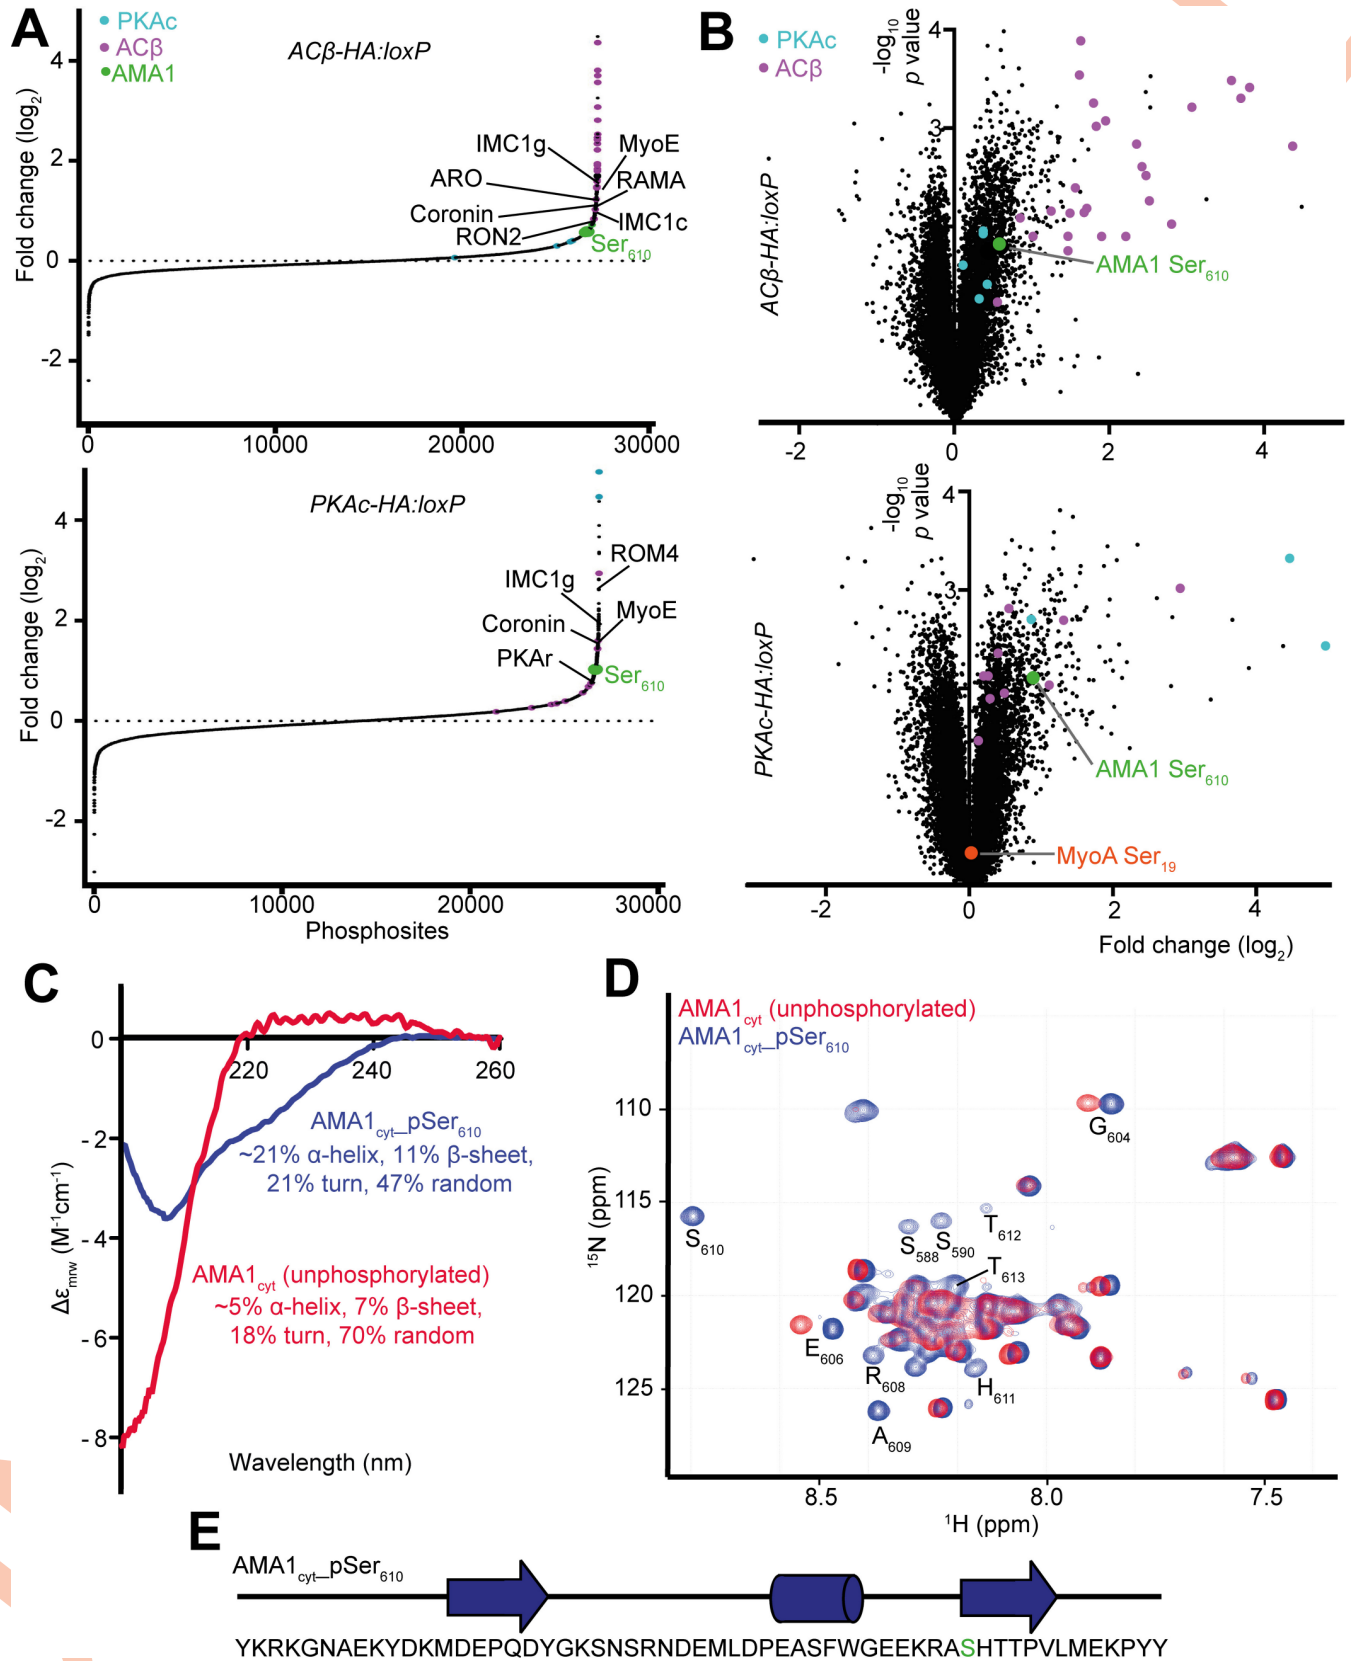 A
PKAc
ACβ
AMA1
ACβ-HA:loxP
Fold change (log2)
4
2
0
-2
IMC1g
MyoE
ARO
RAMA
Coronin
IMC1c
RON2
Ser610
0
10000
20000
30000
PKAc-HA:loxP
Fold change (log2)
4
2
0
-2
ROM4
IMC1g
MyoE
Coronin
PKAr
Ser610
0
10000
20000
30000
Phosphosites
B
PKAc
ACβ
-log10
p value
4
3
ACβ-HA:loxP
AMA1 Ser610
-2
0
2
4
-log10
p value
4
3
PKAc-HA:loxP
AMA1 Ser610
MyoA Ser19
-2
0
2
4
Fold change (log2)
C
0
- 2
- 4
- 6
- 8
220
240
260
Δεmrw (M-1cm-1)
AMA1cyt_pSer610
~21% α-helix, 11% β-sheet,
21% turn, 47% random
AMA1cyt (unphosphorylated)
~5% α-helix, 7% β-sheet,
18% turn, 70% random
Wavelength (nm)
D
AMA1cyt (unphosphorylated)
AMA1cyt_pSer610
15N (ppm)
110
115
120
125
G604
S610
S588
S590
T612
T613
E606
R608
H611
A609
8.5
8.0
7.5
1H (ppm)
E
AMA1cyt_pSer610
YKRKGNAEKYDKMDEPQDYGKSNSRNDEMLDPEASFWGEEKRASHTTPVLMEKPYY